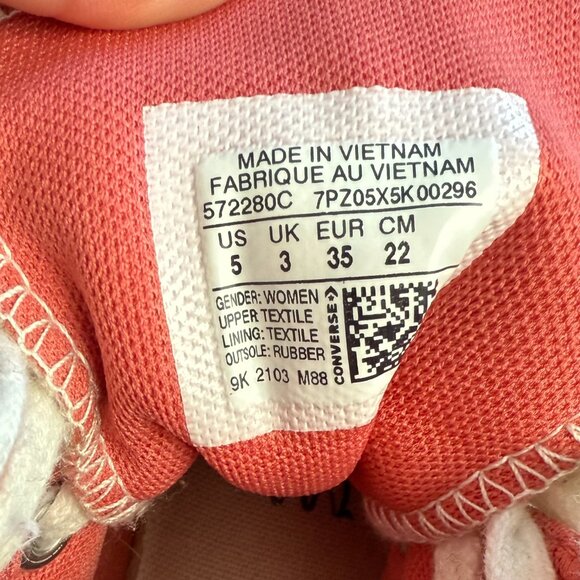 MADE IN VIETNAM
FABRIQUE AU VIETNAM
572280C 7PZ05X5K00296
US UK EUR CM
5 3 35 22
GENDER: WOMEN
UPPER: TEXTILE
LINING: TEXTILE
OUTSOLE: RUBBER
9K 2103 M88
CONVERSE